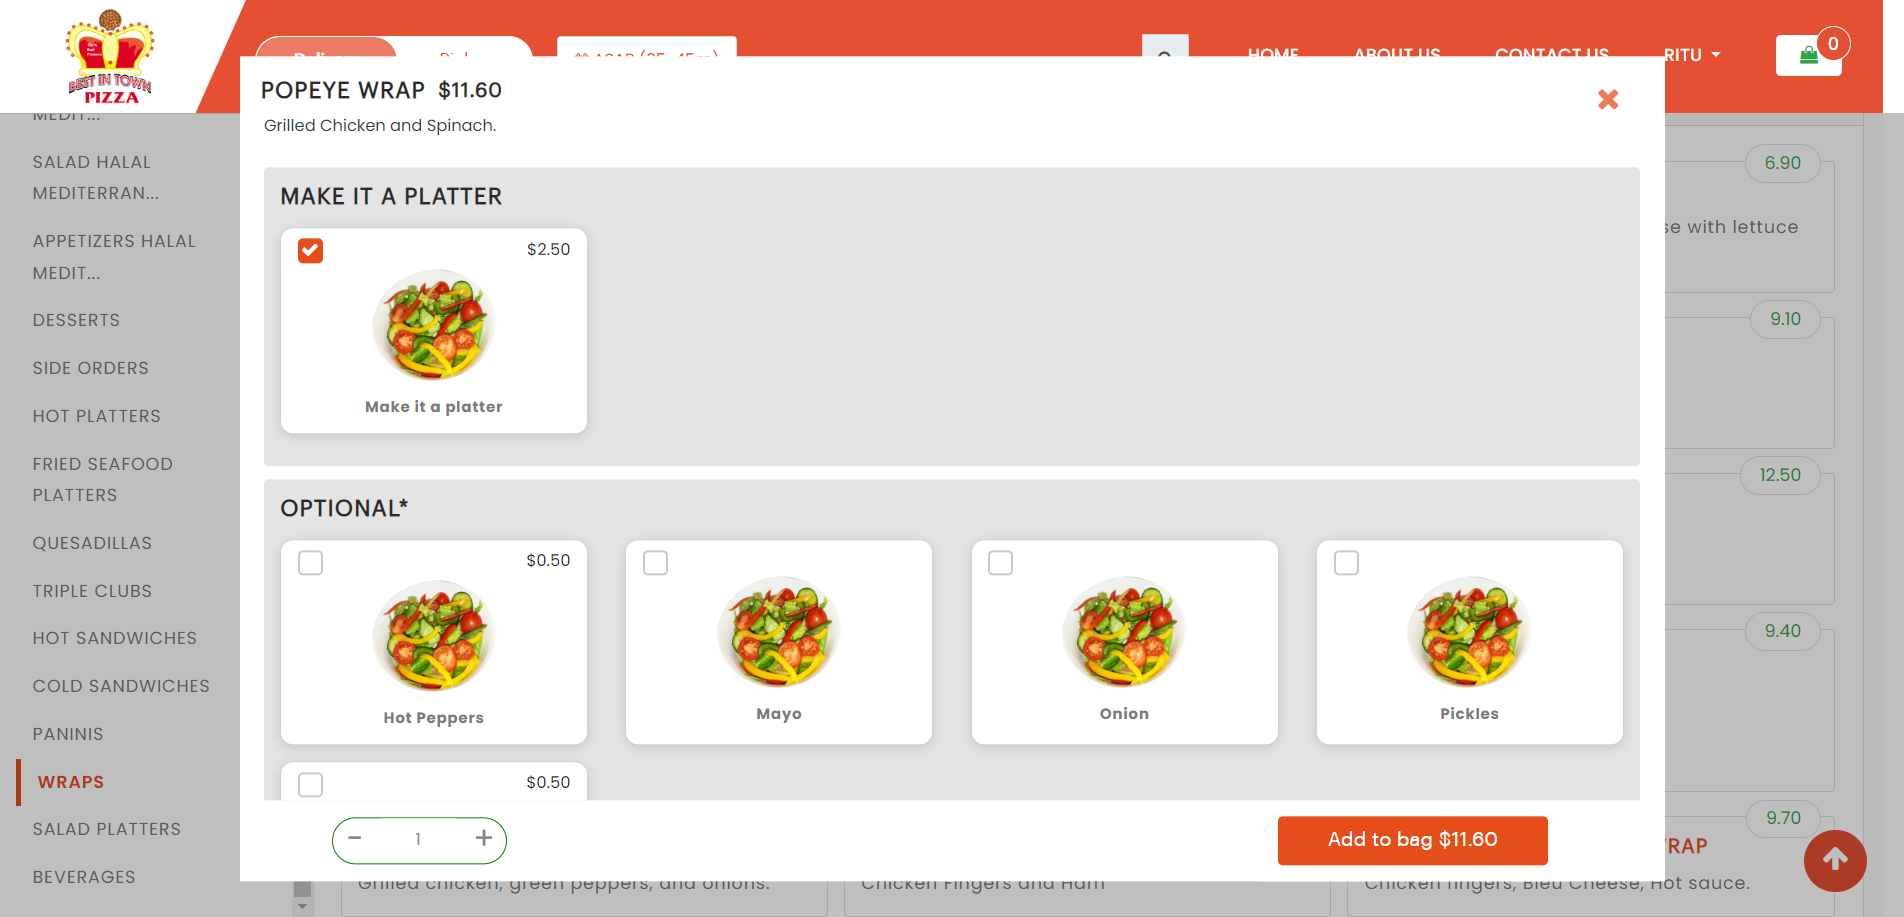 BEST IN TOWN
PIZZA
HOME
ABOUT US
CONTACT US
RITU
0
POPEYE WRAP $11.60
Grilled Chicken and Spinach.
MAKE IT A PLATTER
$2.50
Make it a platter
OPTIONAL*
$0.50
Hot Peppers
Mayo
Onion
Pickles
$0.50
1
Add to bag $11.60
MEDIT...
SALAD HALAL
MEDITERRAN...
APPETIZERS HALAL
MEDIT...
DESSERTS
SIDE ORDERS
HOT PLATTERS
FRIED SEAFOOD
PLATTERS
QUESADILLAS
TRIPLE CLUBS
HOT SANDWICHES
COLD SANDWICHES
PANINIS
WRAPS
SALAD PLATTERS
BEVERAGES
6.90
se with lettuce
9.10
12.50
9.40
9.70
RAP
Grilled chicken, green peppers, and onions.
Chicken Fingers and Ham
Chicken fingers, Bleu Cheese, Hot sauce.